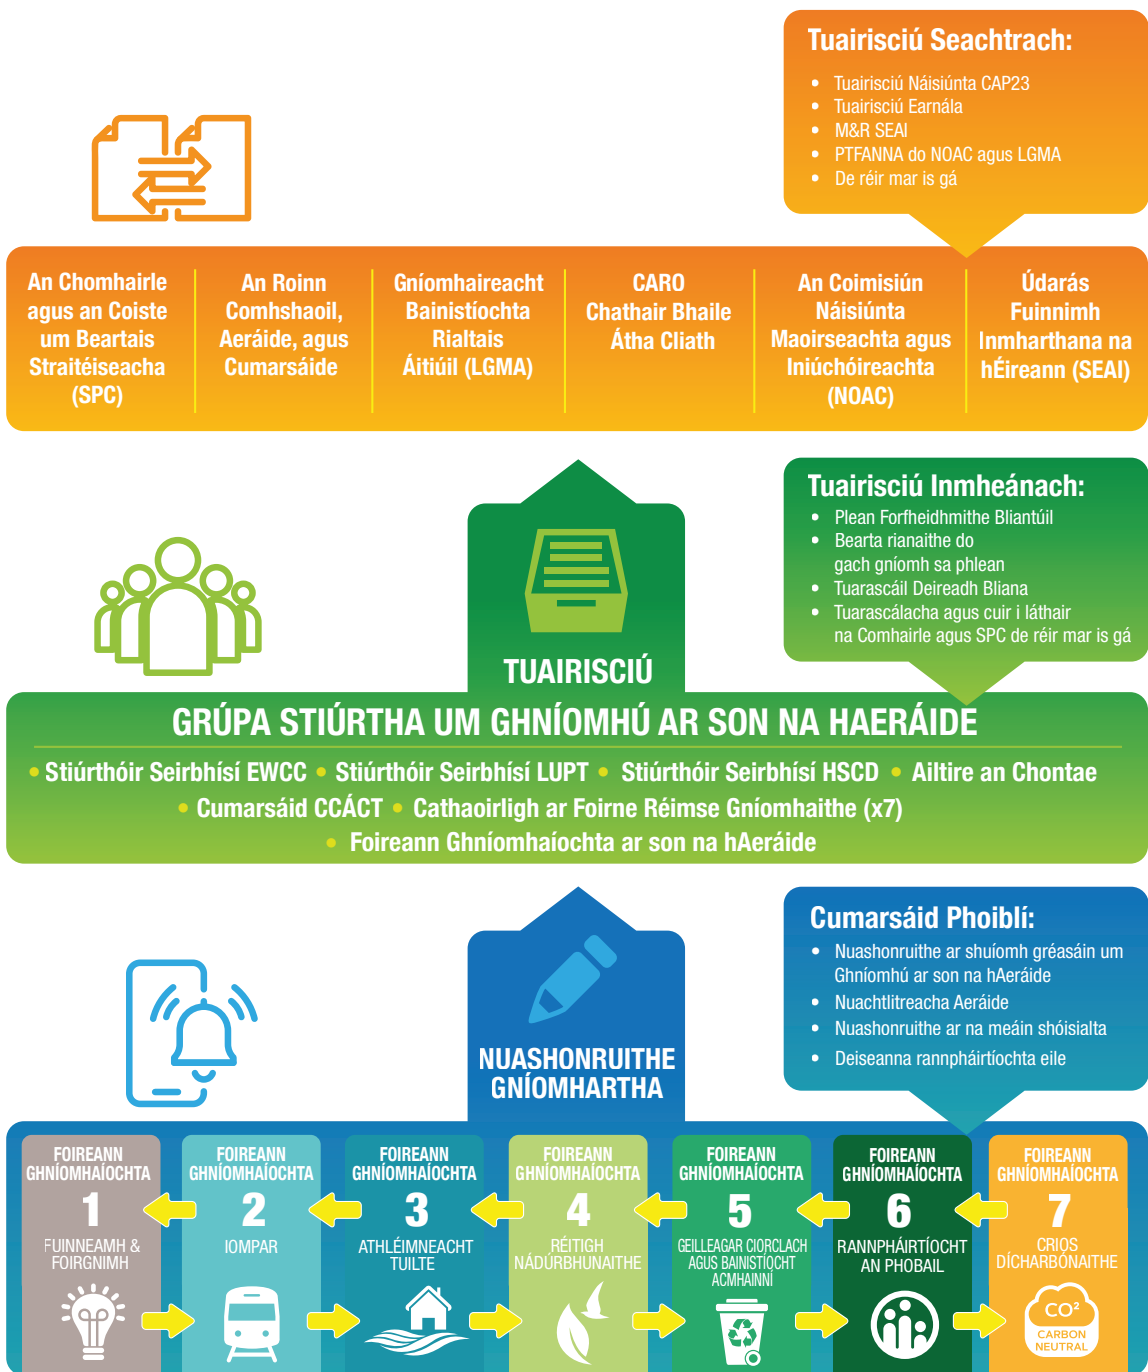 Tuairisciú Seachtrach:
• Tuairisciú Náisiúnta CAP23
• Tuairisciú Earnála
• M&R SEAI
• PTFANNA do NOAC agus LGMA
• De réir mar is gá
An Chomhairle
agus an Coiste
um Beartais
Straitéiseacha
(SPC)
An Roinn
Comhshaoil,
Aeráide, agus
Cumarsáide
Gníomhaireacht
Bainistíochta
Rialtais
Áitiúil (LGMA)
CARO
Chathair Bhaile
Átha Cliath
An Coimisiún
Náisiúnta
Maoirseachta agus
Iniúchóireachta
(NOAC)
Údarás
Fuinnimh
Inmharthana na
hÉireann (SEAI)
Tuairisciú Inmheánach:
• Plean Forfheidhmithe Bliantúil
• Bearta rianaithe do
gach gníomh sa phlean
• Tuarascáil Deireadh Bliana
• Tuarascálacha agus cuir i láthair
na Comhairle agus SPC de réir mar is gá
TUAIRISCIÚ
GRÚPA STIÚRTHA UM GHNÍOMHÚ AR SON NA HAERÁIDE
• Stiúrthóir Seirbhísí EWCC • Stiúrthóir Seirbhísí LUPT • Stiúrthóir Seirbhísí HSCD • Ailtire an Chontae
• Cumarsáid CCÁCT • Cathaoirligh ar Foirne Réimse Gníomhaithe (x7)
• Foireann Ghníomhaíochta ar son na hAeráide
Cumarsáid Phoiblí:
• Nuashonruithe ar shuíomh gréasáin um
Ghníomhú ar son na hAeráide
• Nuachtlitreacha Aeráide
• Nuashonruithe ar na meáin shóisialta
• Deiseanna rannpháirtíochta eile
NUASHONRUITHE
GNÍOMHARTHA
FOIREANN
GHNÍOMHAÍOCHTA
1
FUINNEAMH &
FOIRGNIMH
FOIREANN
GHNÍOMHAÍOCHTA
2
IOMPAR
FOIREANN
GHNÍOMHAÍOCHTA
3
ATHLÉIMNEACHT
TUILTE
FOIREANN
GHNÍOMHAÍOCHTA
4
RÉITIGH
NÁDÚRBHUNAITHE
FOIREANN
GHNÍOMHAÍOCHTA
5
GEILLEAGAR CIORCLACH
AGUS BAINISTÍOCHT
ACMHAINNÍ
FOIREANN
GHNÍOMHAÍOCHTA
6
RANNPHÁIRTÍOCHT
AN PHOBAIL
FOIREANN
GHNÍOMHAÍOCHTA
7
CRIOS
DÍCHARBÓNAITHE
CO²
CARBON
NEUTRAL